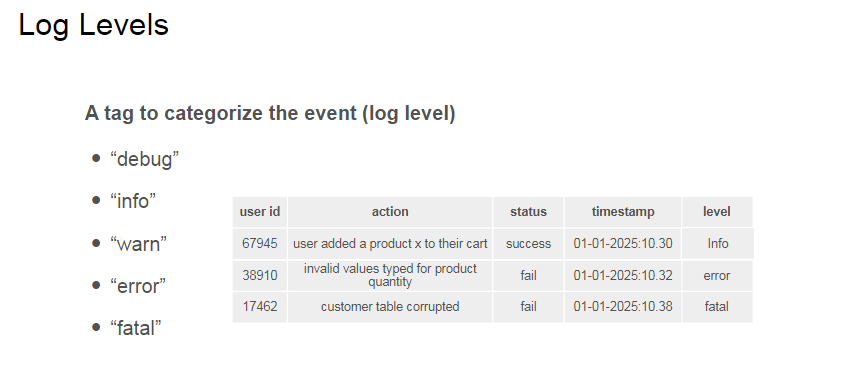 Log Levels
A tag to categorize the event (log level)
● “debug”
● “info”
● “warn”
● “error”
● “fatal”
user id action status timestamp level
67945 user added a product x to their cart success 01-01-2025:10.30 Info
38910 invalid values typed for product quantity fail 01-01-2025:10.32 error
17462 customer table corrupted fail 01-01-2025:10.38 fatal